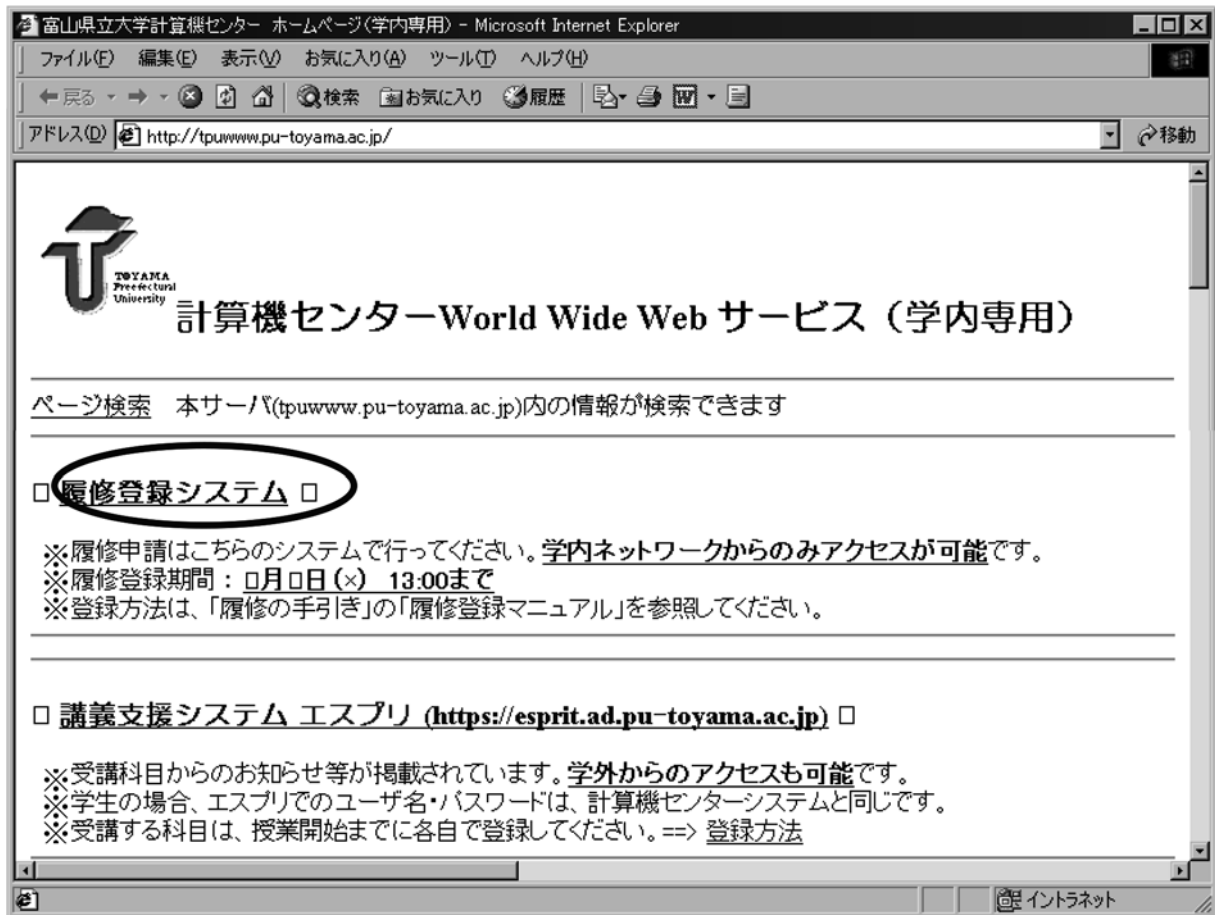 富山県立大学計算機センター ホームページ(学内専用) - Microsoft Internet Explorer
ファイル(F) 編集(E) 表示(V) お気に入り(A) ツール(T) ヘルプ(H)
戻る 検索 お気に入り 履歴
アドレス(D) http://tpuwww.pu-toyama.ac.jp/ 移動
TOYAMA
Preefectural
University
計算機センターWorld Wide Web サービス（学内専用）
ページ検索 本サーバ(tpuwww.pu-toyama.ac.jp)内の情報が検索できます
□ 履修登録システム □
※履修申請はこちらのシステムで行ってください。学内ネットワークからのみアクセスが可能です。
※履修登録期間：□月□日(×) 13:00まで
※登録方法は、「履修の手引き」の「履修登録マニュアル」を参照してください。
□ 講義支援システム エスプリ (https://esprit.ad.pu-toyama.ac.jp) □
※受講科目からのお知らせ等が掲載されています。学外からのアクセスも可能です。
※学生の場合、エスプリでのユーザ名・パスワードは、計算機センターシステムと同じです。
※受講する科目は、授業開始までに各自で登録してください。==> 登録方法
イントラネット